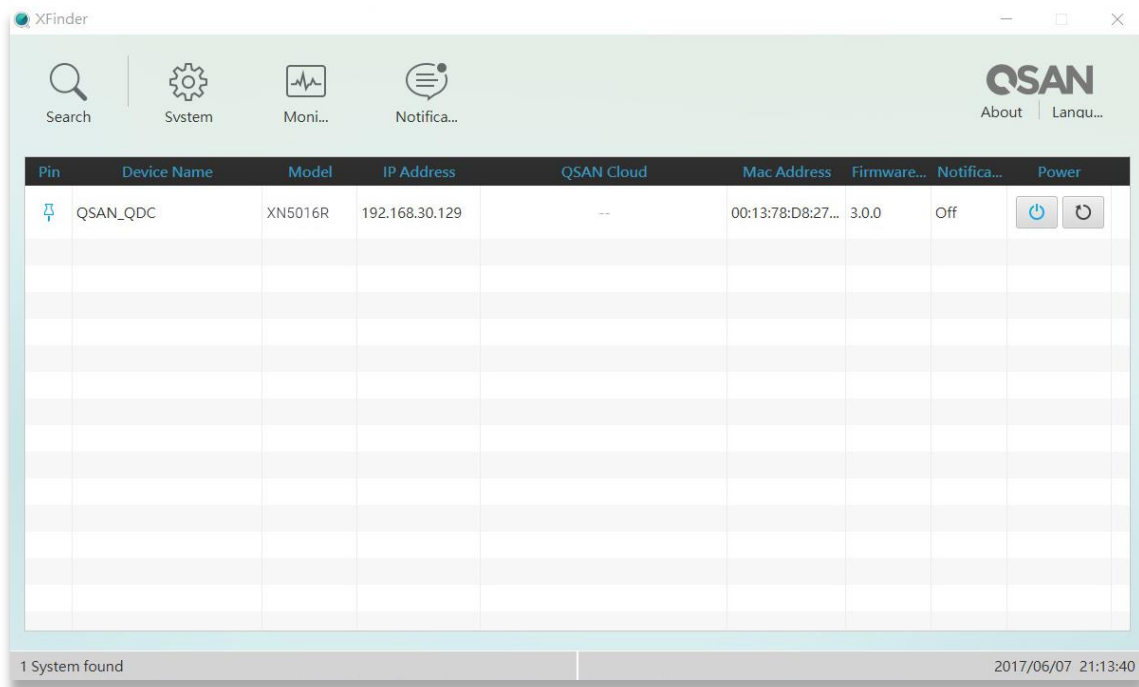 XFinder
QSAN
Search System Moni... Notifica... About Langu...
Pin Device Name Model IP Address QSAN Cloud Mac Address Firmware... Notifica... Power
QSAN_QDC XN5016R 192.168.30.129 -- 00:13:78:D8:27... 3.0.0 Off
1 System found 2017/06/07 21:13:40